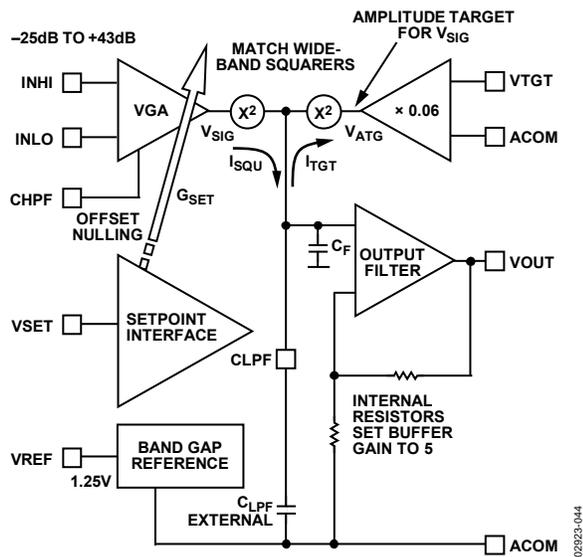 –25dB TO +43dB
AMPLITUDE TARGET
FOR VSIG
MATCH WIDE-
BAND SQUARERS
INHI
VGA
X²
X²
× 0.06
VTGT
INLO
VSIG
VATG
ACOM
ISQU
ITGT
CHPF
GSET
OFFSET
NULLING
CF
OUTPUT
FILTER
VOUT
VSET
SETPOINT
INTERFACE
CLPF
INTERNAL
RESISTORS
SET BUFFER
GAIN TO 5
VREF
1.25V
BAND GAP
REFERENCE
CLPF
EXTERNAL
ACOM
02923-044